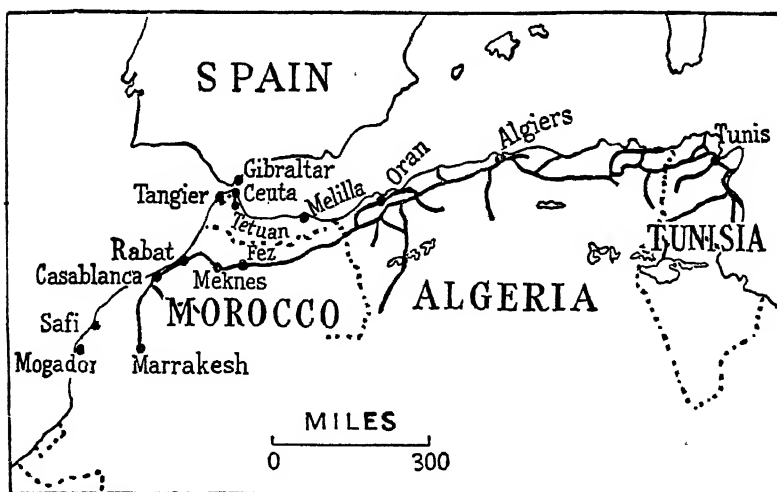 SPAIN
Algiers
Tunis
Gibraltar
Oran
Tangier
Ceuta
Melilla
Tetuan
Rabat
Fez
TUNISIA
Casablanca
Meknes
ALGERIA
MOROCCO
Safi
Mogador
Marrakesh
MILES
0 300